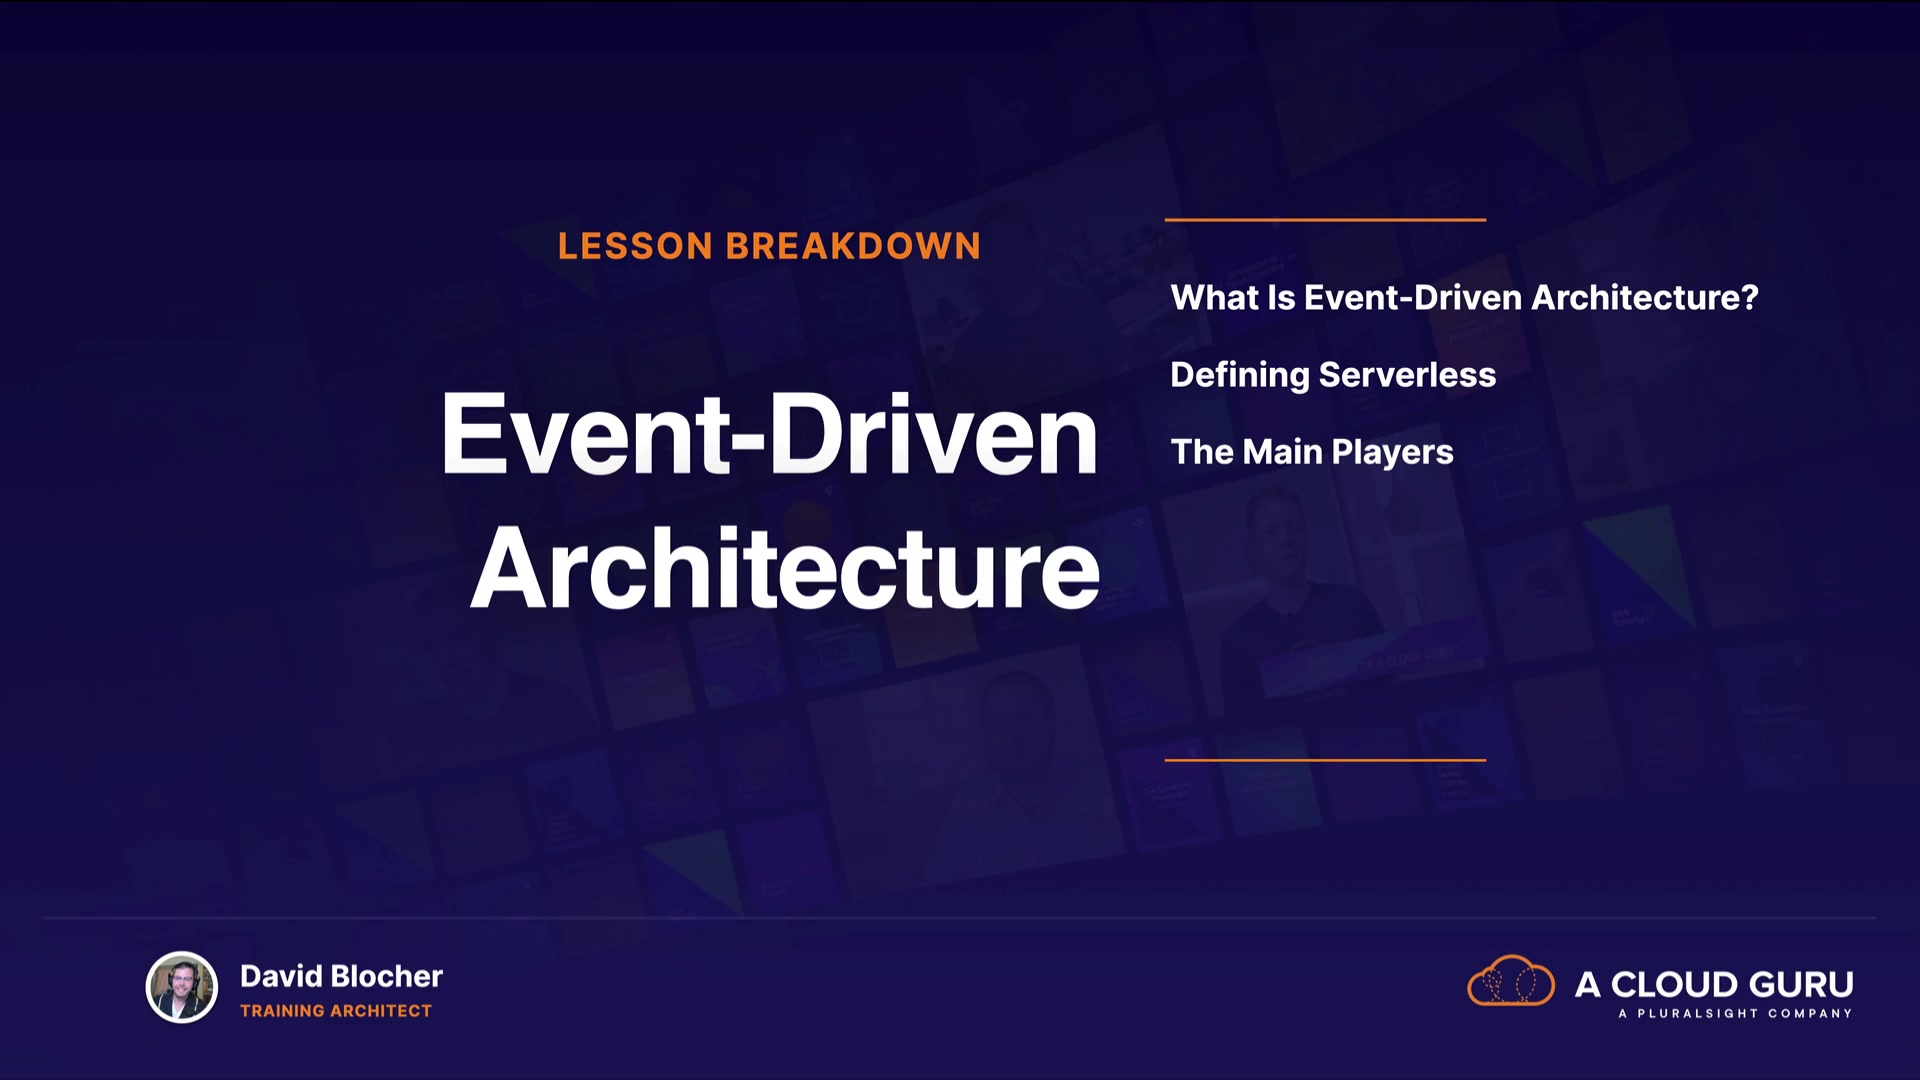 LESSON BREAKDOWN
Event-Driven
Architecture
What Is Event-Driven Architecture?
Defining Serverless
The Main Players
David Blocher
TRAINING ARCHITECT
A CLOUD GURU
A PLURALSIGHT COMPANY